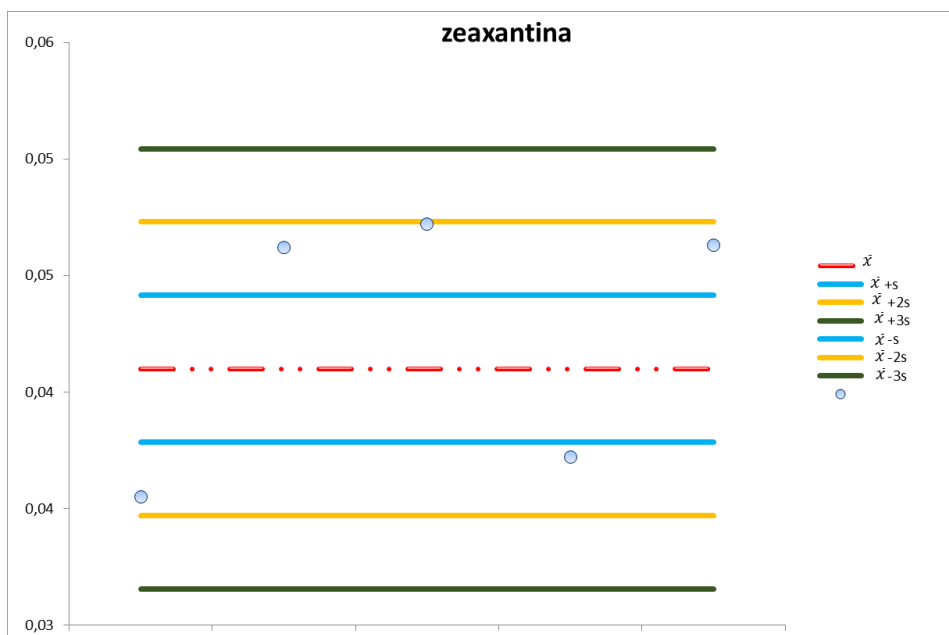 zeaxantina
0,06
0,05
0,05
0,04
0,04
0,03
x̄
x̄ +s
x̄ +2s
x̄ +3s
x̄ -s
x̄ -2s
x̄ -3s